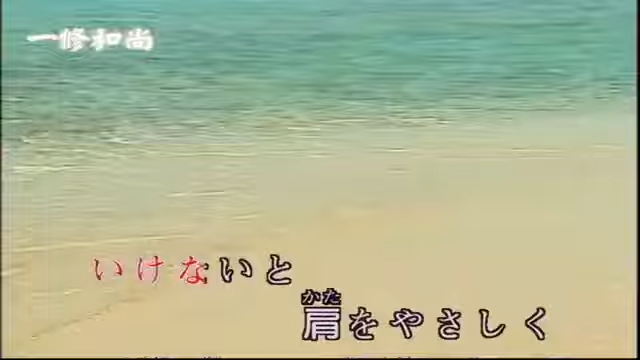 一修和尚
いけないと
かた
肩をやさしく